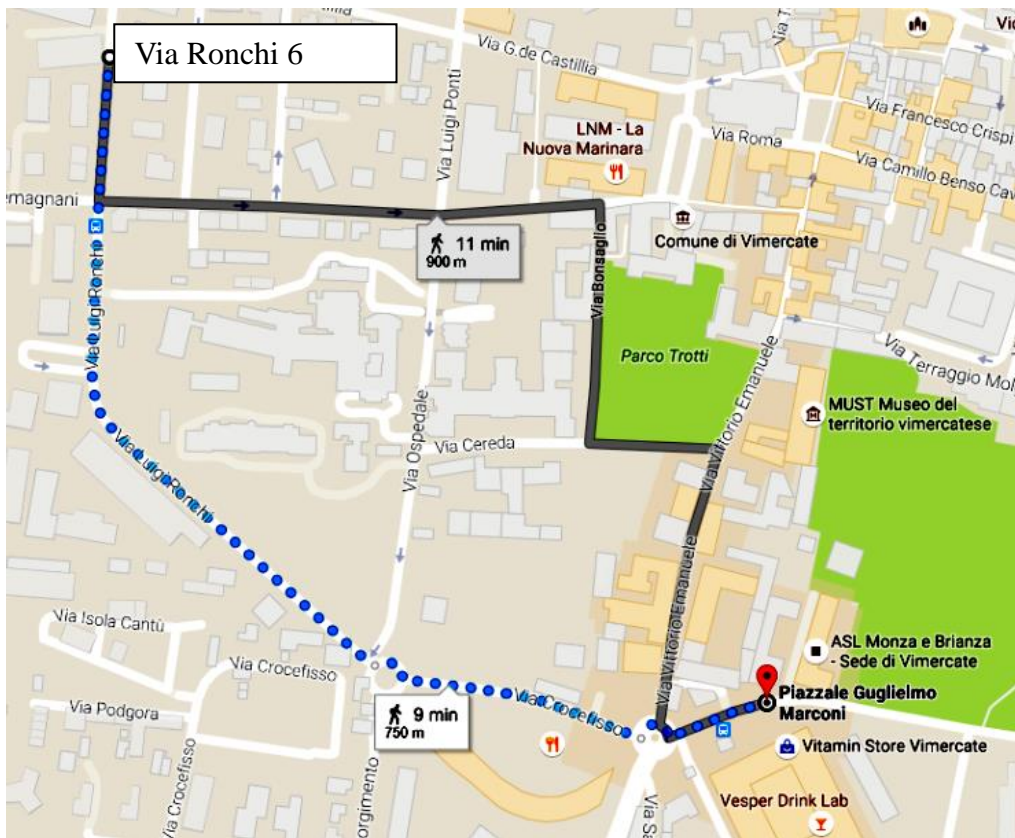 Via Ronchi 6
Via G.de Castillia
Via Luigi Ponti
LNM - La
Nuova Marinara
Via Roma
Via Francesco Crispi
Via Camillo Benso Cav
emagnani
11 min
900 m
Comune di Vimercate
Via Bonsaglio
Via Luigi Ronchi
Parco Trotti
Via Vittorio Emanuele
Via Terraggio Mol
MUST Museo del
territorio vimercatese
Via Ospedale
Via Cereda
Via Luigi Ronchi
Via Vittorio Emanuele
Via Isola Cantù
Via Crocefisso
ASL Monza e Brianza
- Sede di Vimercate
Piazzale Guglielmo
Marconi
Via Podgora
9 min
750 m
Via Crocefisso
Vitamin Store Vimercate
Via Crocefisso
orgimento
Via Sa
Vesper Drink Lab